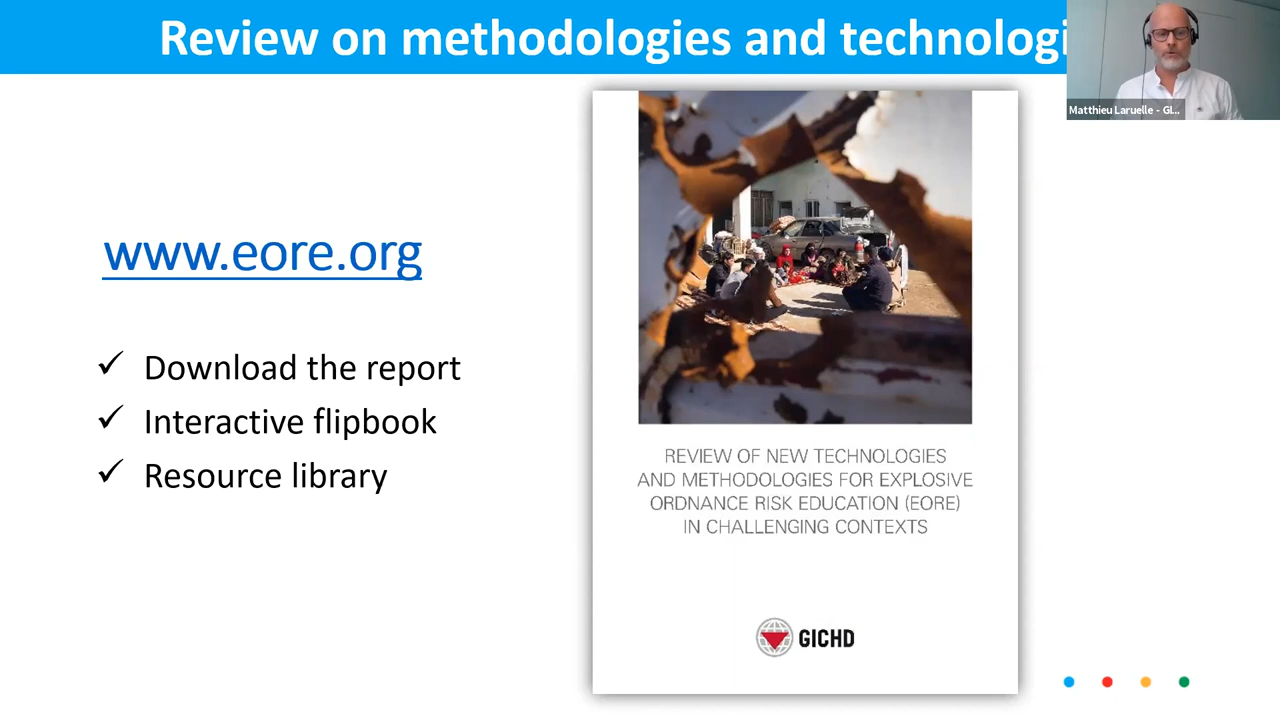 Review on methodologies and technologi
Matthieu Laruelle - GI...
www.eore.org
✓ Download the report
✓ Interactive flipbook
✓ Resource library
REVIEW OF NEW TECHNOLOGIES
AND METHODOLOGIES FOR EXPLOSIVE
ORDNANCE RISK EDUCATION (EORE)
IN CHALLENGING CONTEXTS
GICHD